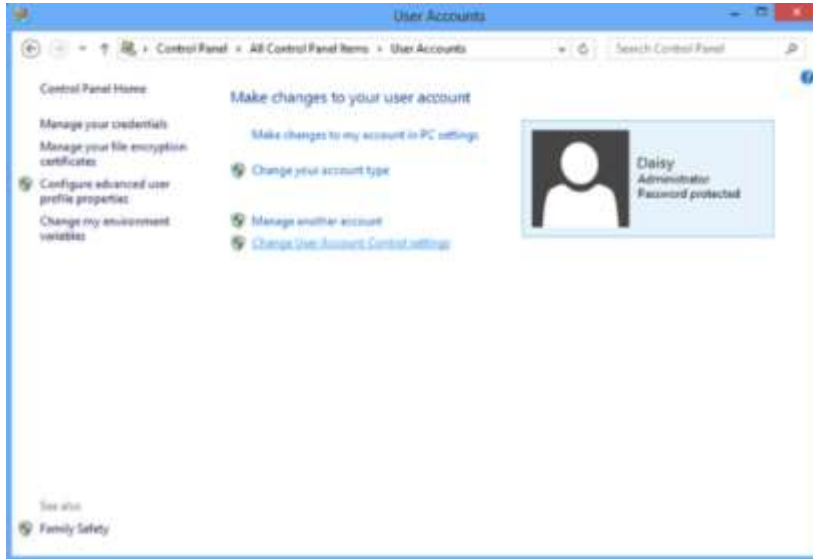 User Accounts
Control Panel ▸ All Control Panel Items ▸ User Accounts
Search Control Panel
Control Panel Home
Manage your credentials
Manage your file encryption
certificates
Configure advanced user
profile properties
Change my environment
variables
Make changes to your user account
Make changes to my account in PC settings
Change your account type
Manage another account
Change User Account Control settings
Daisy
Administrator
Password protected
See also
Family Safety